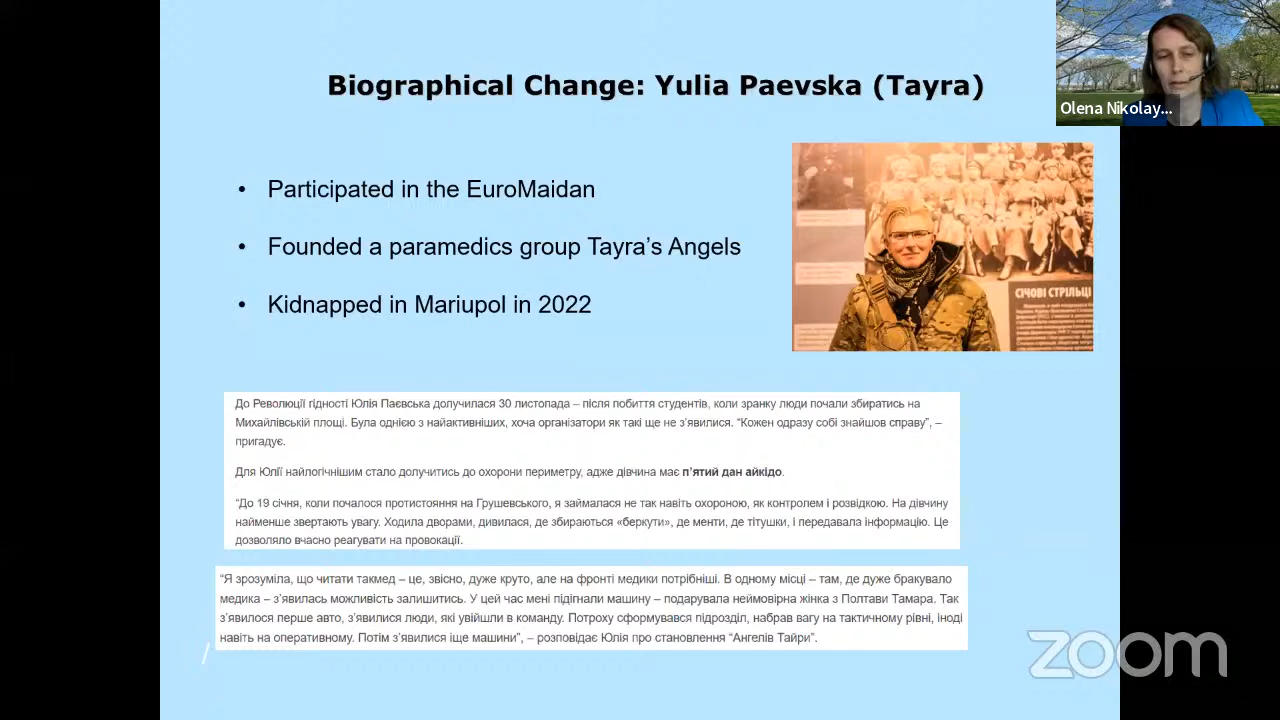 Biographical Change: Yulia Paevska (Tayra)
Olena Nikolay...
• Participated in the EuroMaidan
• Founded a paramedics group Tayra's Angels
• Kidnapped in Mariupol in 2022
СІЧОВІ СТРІЛЬЦІ
До Революції гідності Юлія Паєвська долучилася 30 листопада – після побиття студентів, коли зранку люди почали збиратись на
Михайлівській площі. Була однією з найактивніших, хоча організатори як такі ще не з'явилися. “Кожен одразу собі знайшов справу”, –
пригадує.
Для Юлії найлогічнішим стало долучитись до охорони периметру, адже дівчина має п'ятий дан айкідо.
“До 19 січня, коли почалося протистояння на Грушевського, я займалася не так навіть охороною, як контролем і розвідкою. На дівчину
найменше звертають увагу. Ходила дворами, дивилася, де збираються «беркути», де менти, де тітушки, і передавала інформацію. Це
дозволяло вчасно реагувати на провокації.
“Я зрозуміла, що читати такмед – це, звісно, дуже круто, але на фронті медики потрібніші. В одному місці – там, де дуже бракувало
медика – з'явилась можливість залишитись. У цей час мені підігнали машину – подарувала неймовірна жінка з Полтави Тамара. Так
з'явилося перше авто, з'явилися люди, які увійшли в команду. Потроху сформувався підрозділ, набрав вагу на тактичному рівні, іноді
навіть на оперативному. Потім з'явилися іще машини”, – розповідає Юлія про становлення “Ангелів Тайри”.
/
zoom